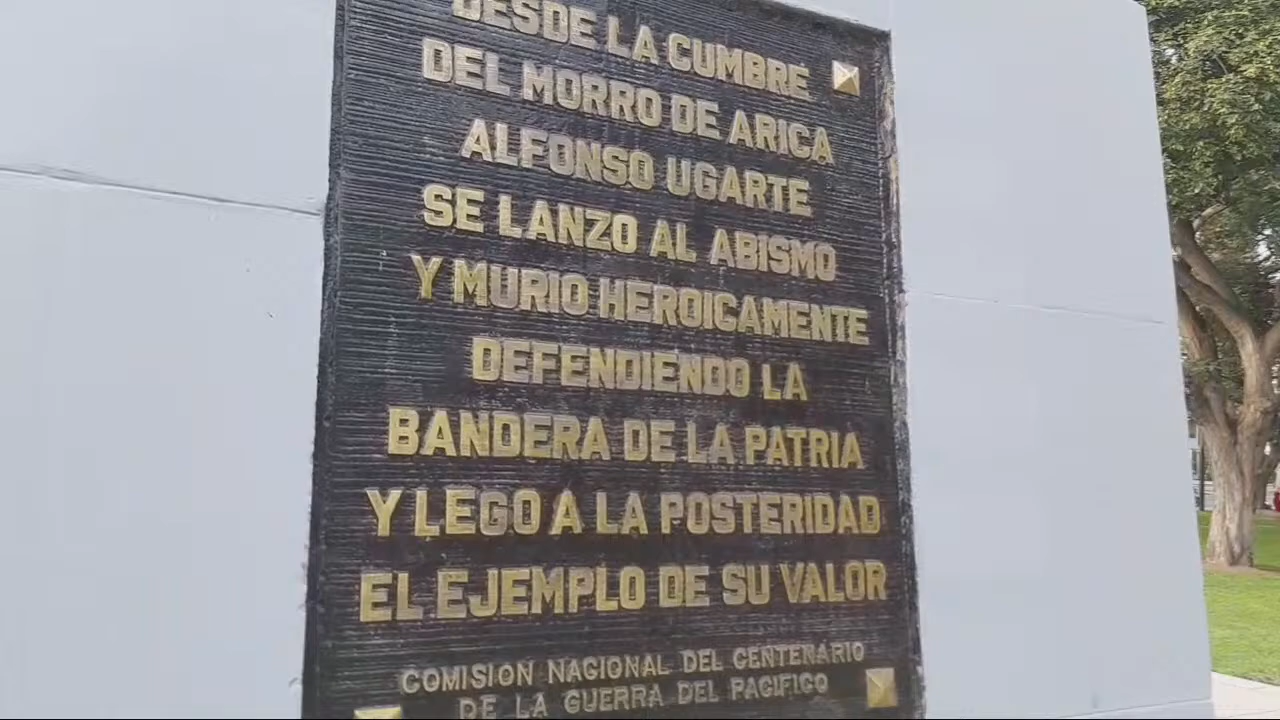 DESDE LA CUMBRE
DEL MORRO DE ARICA
ALFONSO UGARTE
SE LANZO AL ABISMO
Y MURIO HEROICAMENTE
DEFENDIENDO LA
BANDERA DE LA PATRIA
Y LEGO A LA POSTERIDAD
EL EJEMPLO DE SU VALOR
COMISION NACIONAL DEL CENTENARIO
DE LA GUERRA DEL PACIFICO